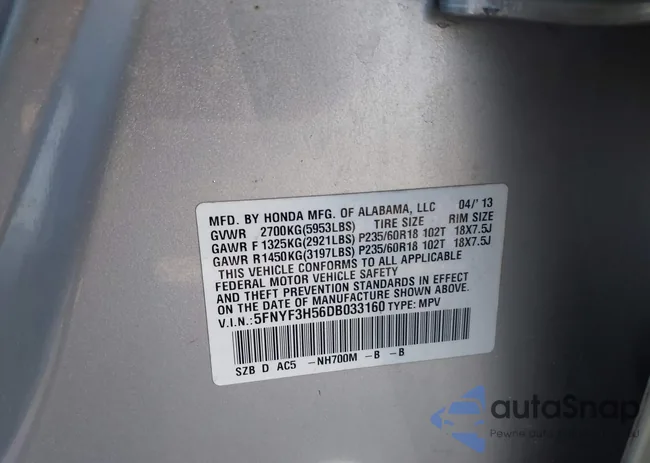 MFD. BY HONDA MFG. OF ALABAMA, LLC 04/'13
GVWR 2700KG(5953LBS) TIRE SIZE RIM SIZE
GAWR F 1325KG(2921LBS) P235/60R18 102T 18X7.5J
GAWR R1450KG(3197LBS) P235/60R18 102T 18X7.5J
THIS VEHICLE CONFORMS TO ALL APPLICABLE
FEDERAL MOTOR VEHICLE SAFETY
AND THEFT PREVENTION STANDARDS IN EFFECT
ON THE DATE OF MANUFACTURE SHOWN ABOVE.
V.I.N.: 5FNYF3H56DB033160 TYPE: MPV
SZB D AC5 -NH700M -B -B
autoSnap
Pewne auto